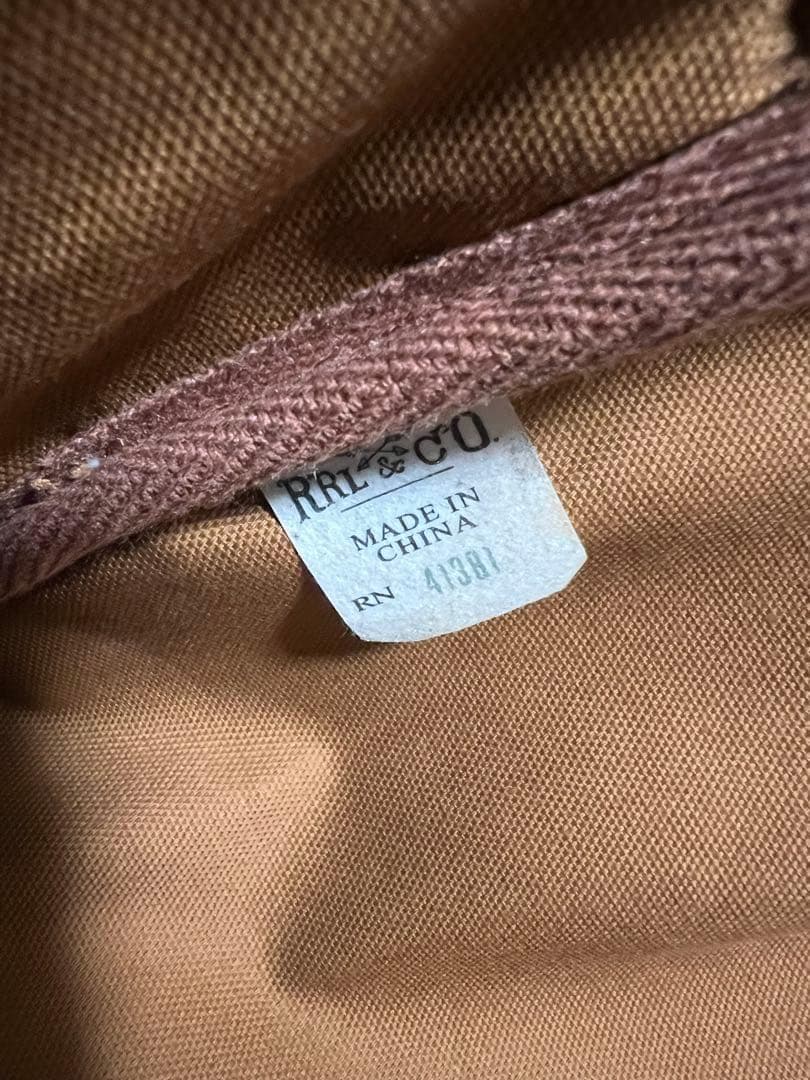 RRL & CO.
MADE IN
CHINA
RN 41381